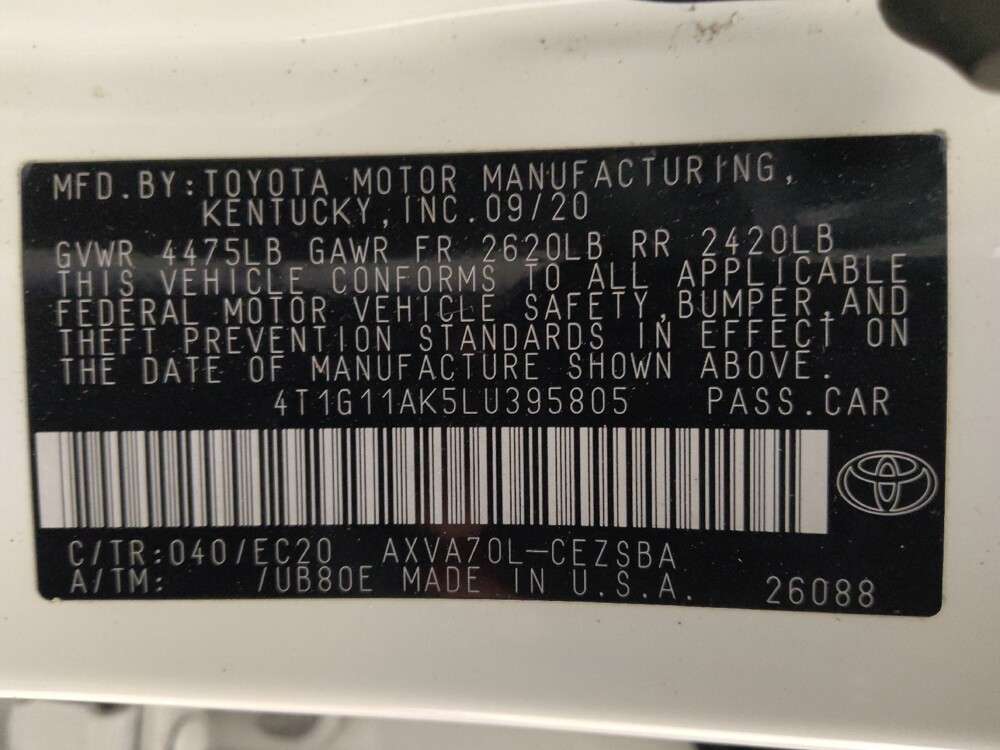 MFD.BY:TOYOTA MOTOR MANUFACTURING,
KENTUCKY,INC.09/20
GVWR 4475LB GAWR FR 2620LB RR 2420LB
THIS VEHICLE CONFORMS TO ALL APPLICABLE
FEDERAL MOTOR VEHICLE SAFETY,BUMPER,AND
THEFT PREVENTION STANDARDS IN EFFECT ON
THE DATE OF MANUFACTURE SHOWN ABOVE.
4T1G11AK5LU395805 PASS.CAR
C/TR:040/EC20 AXVA70L-CEZSBA
A/TM: /UB80E MADE IN U.S.A. 26088